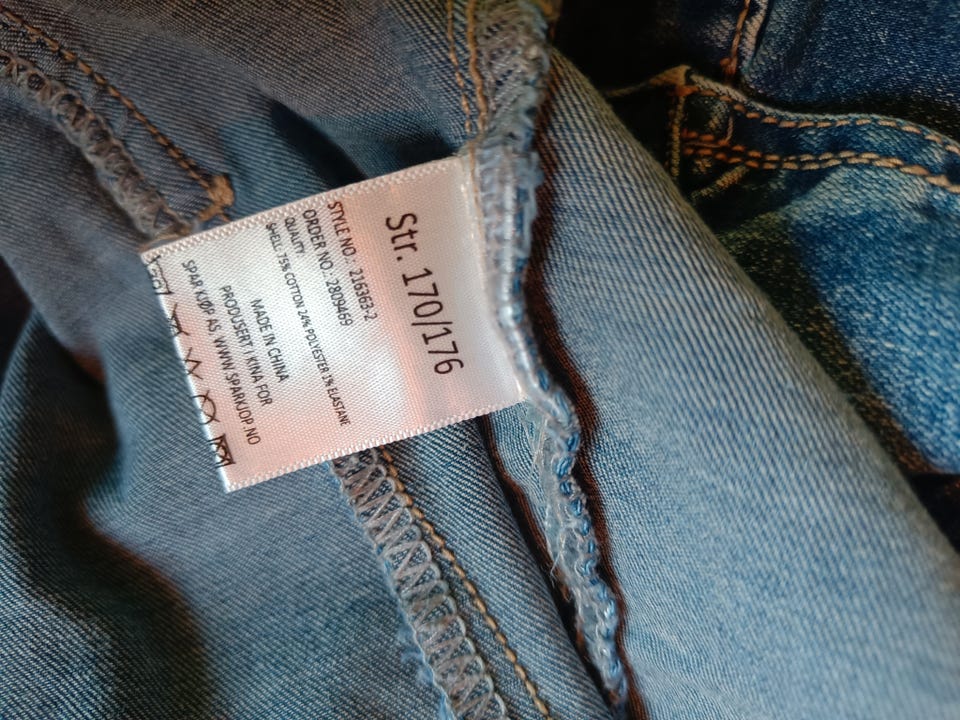 Str. 170/176
STYLE NO.: 216363-2
ORDER NO.: 2809469
QUALITY:
SHELL 75% COTTON 24% POLYESTER 1% ELASTANE
MADE IN CHINA
PRODUSERT I KINA FOR
SPAR KJØP AS WWW.SPARKJOP.NO